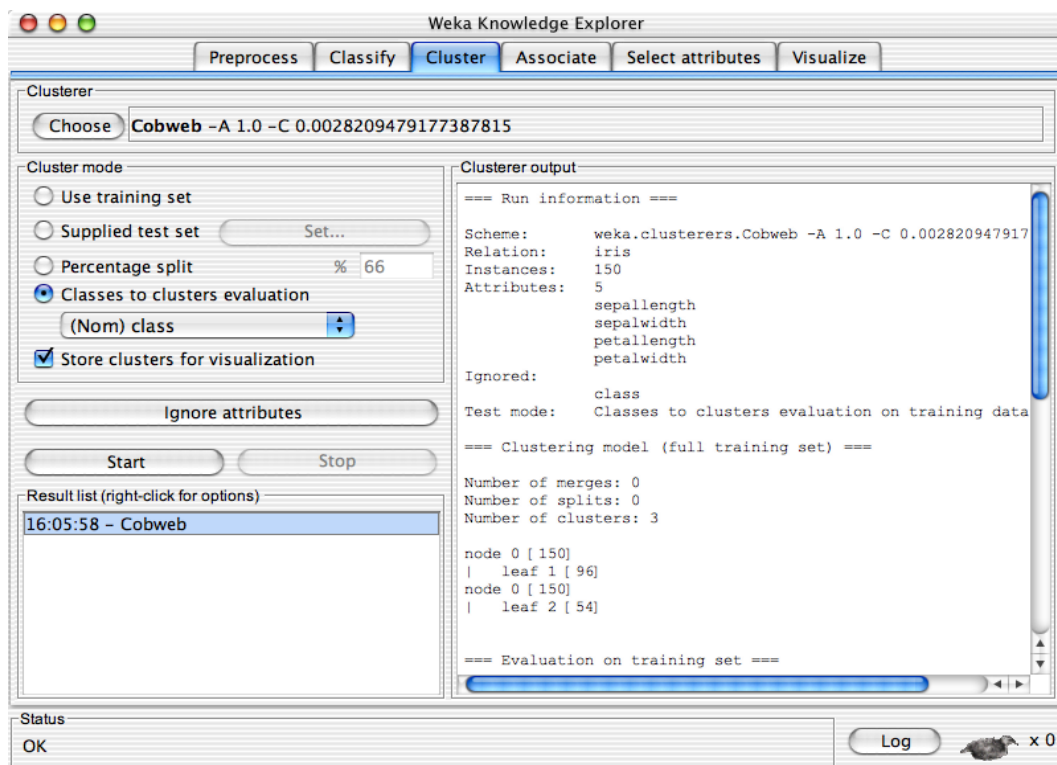 Weka Knowledge Explorer
Preprocess Classify Cluster Associate Select attributes Visualize
Clusterer
Choose Cobweb -A 1.0 -C 0.0028209479177387815
Cluster mode
Use training set
Supplied test set Set...
Percentage split % 66
Classes to clusters evaluation
(Nom) class
Store clusters for visualization
Ignore attributes
Start Stop
Result list (right-click for options)
16:05:58 - Cobweb
Clusterer output
=== Run information ===
Scheme: weka.clusterers.Cobweb -A 1.0 -C 0.002820947917
Relation: iris
Instances: 150
Attributes: 5
sepallength
sepalwidth
petallength
petalwidth
Ignored:
class
Test mode: Classes to clusters evaluation on training data
=== Clustering model (full training set) ===
Number of merges: 0
Number of splits: 0
Number of clusters: 3
node 0 [ 150]
| leaf 1 [ 96]
node 0 [ 150]
| leaf 2 [ 54]
=== Evaluation on training set ===
Status
OK
Log x 0